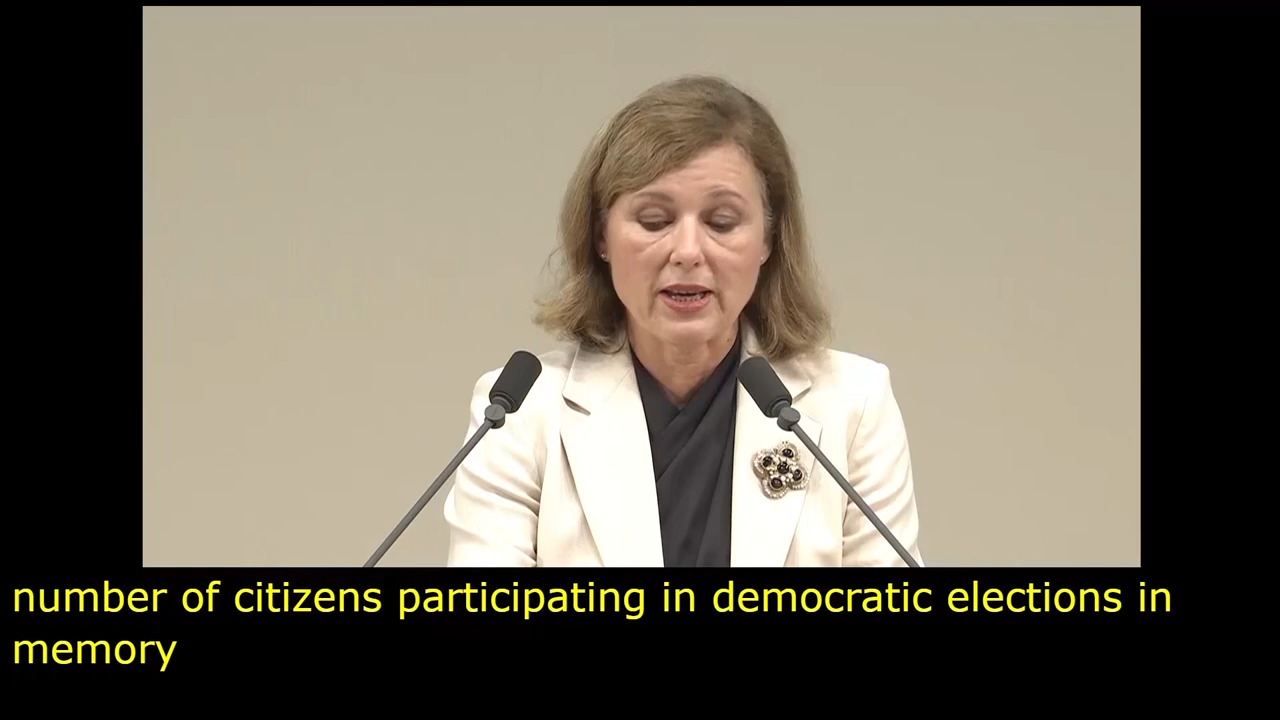 number of citizens participating in democratic elections in
memory